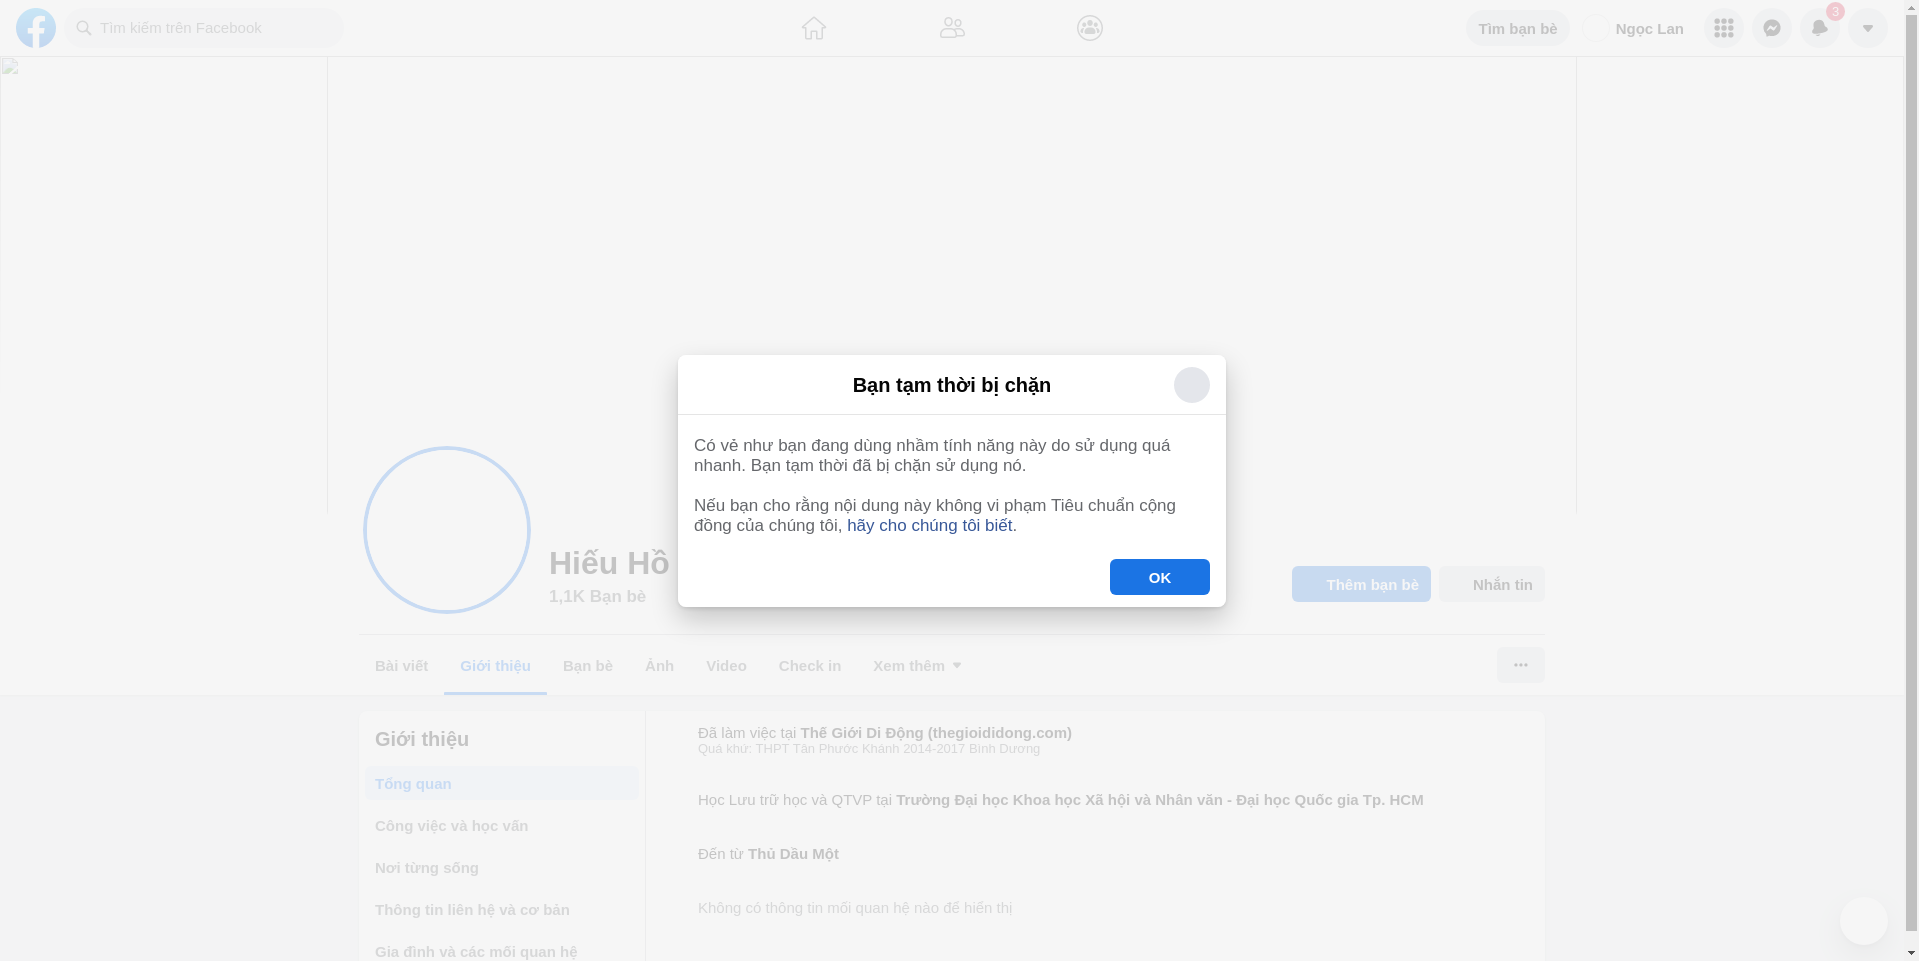 Tìm kiếm trên Facebook
Tìm bạn bè
Ngọc Lan
3
Bạn tạm thời bị chặn
Có vẻ như bạn đang dùng nhầm tính năng này do sử dụng quá
nhanh. Bạn tạm thời đã bị chặn sử dụng nó.
Nếu bạn cho rằng nội dung này không vi phạm Tiêu chuẩn cộng
đồng của chúng tôi, hãy cho chúng tôi biết.
OK
Hiếu Hồ
1,1K Bạn bè
Thêm bạn bè
Nhắn tin
Bài viết Giới thiệu Bạn bè Ảnh Video Check in Xem thêm
Giới thiệu
Tổng quan
Công việc và học vấn
Nơi từng sống
Thông tin liên hệ và cơ bản
Gia đình và các mối quan hệ
Đã làm việc tại Thế Giới Di Động (thegioididong.com)
Quá khứ: THPT Tân Phước Khánh 2014-2017 Bình Dương
Học Lưu trữ học và QTVP tại Trường Đại học Khoa học Xã hội và Nhân văn - Đại học Quốc gia Tp. HCM
Đến từ Thủ Dầu Một
Không có thông tin mối quan hệ nào để hiển thị